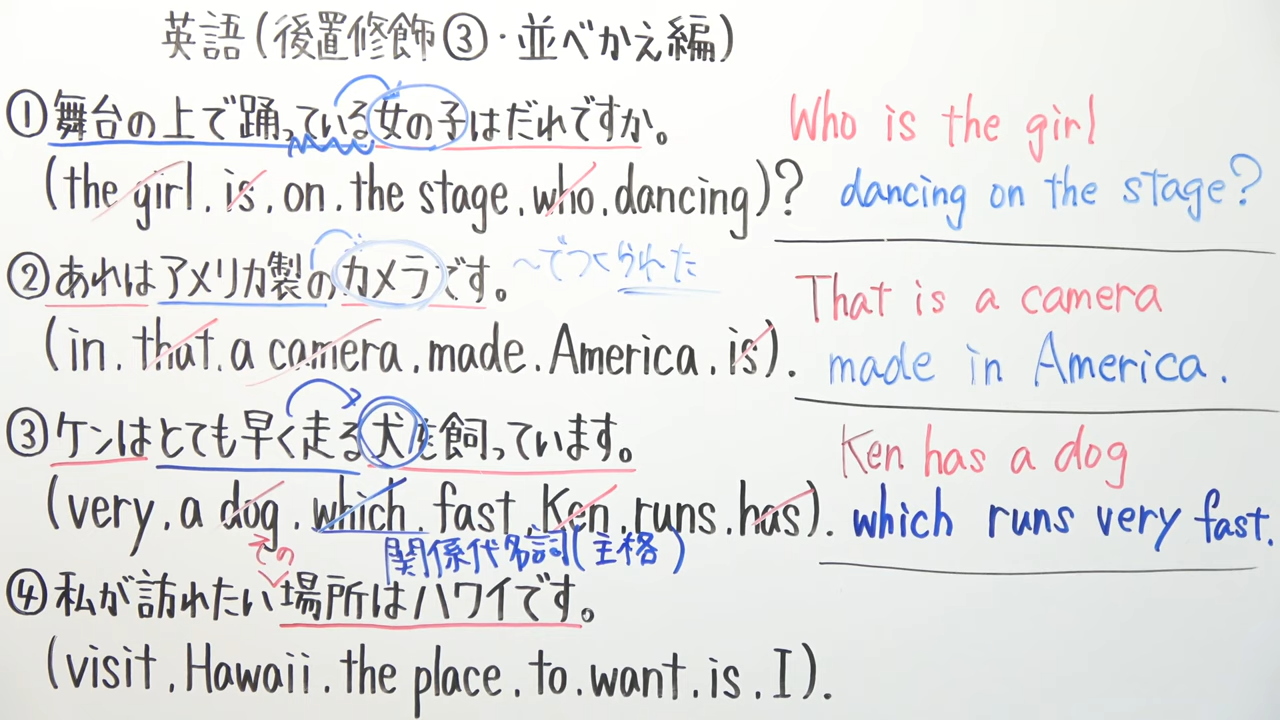 英語(後置修飾③・並べかえ編)
①舞台の上で踊っている女の子はだれですか。
(the girl.is.on.the stage.who.dancing)?
Who is the girl
dancing on the stage?
②あれはアメリカ製のカメラです。
〜でつくられた
(in.that.a camera.made.America.is).
That is a camera
made in America.
③ケンはとても早く走る犬を飼っています。
(very.a dog.which.fast.Ken.runs.has).
Ken has a dog
which runs very fast.
関係代名詞(主格)
その
④私が訪れたい場所はハワイです。
(visit.Hawaii.the place.to.want.is.I).